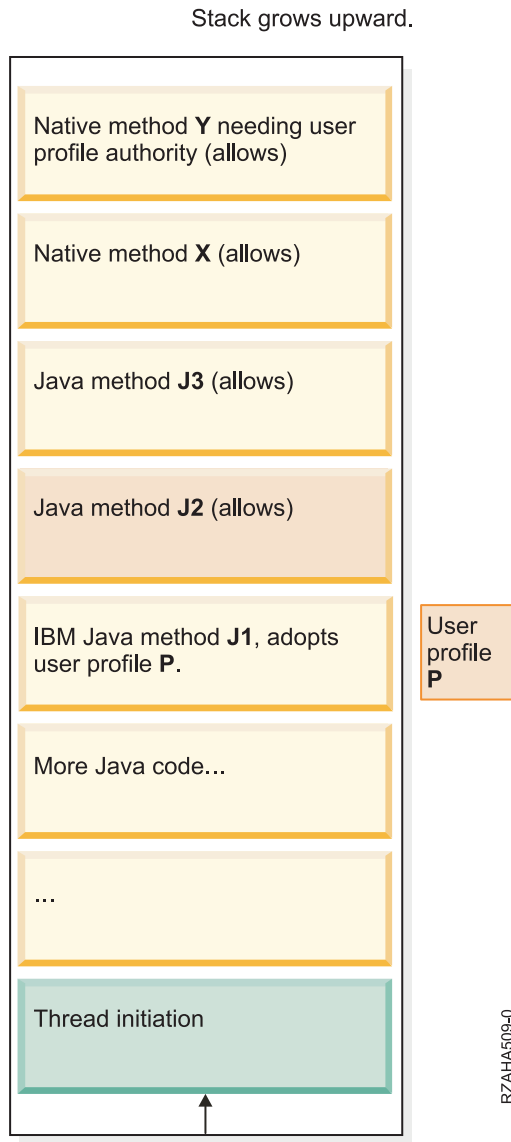 Stack grows upward.
Native method Y needing user
profile authority (allows)
Native method X (allows)
Java method J3 (allows)
Java method J2 (allows)
IBM Java method J1, adopts
user profile P.
User
profile
P
More Java code...
...
Thread initiation
RZAHA509-0